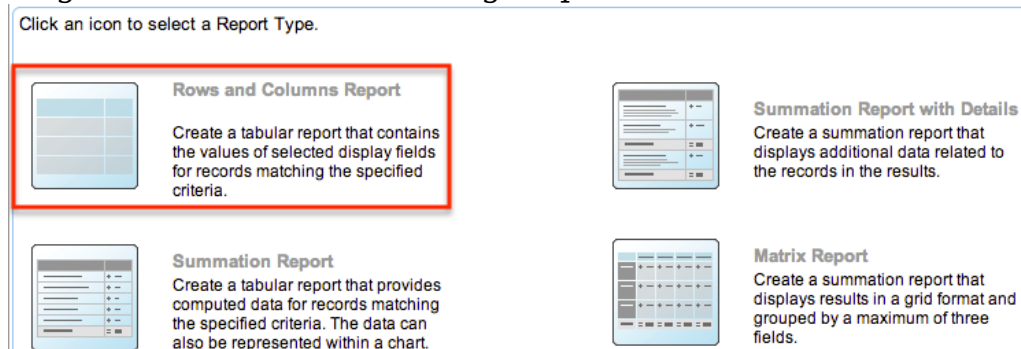 Click an icon to select a Report Type.
Rows and Columns Report
Create a tabular report that contains
the values of selected display fields
for records matching the specified
criteria.
Summation Report with Details
Create a summation report that
displays additional data related to
the records in the results.
Summation Report
Create a tabular report that provides
computed data for records matching
the specified criteria. The data can
also be represented within a chart.
Matrix Report
Create a summation report that
displays results in a grid format and
grouped by a maximum of three
fields.